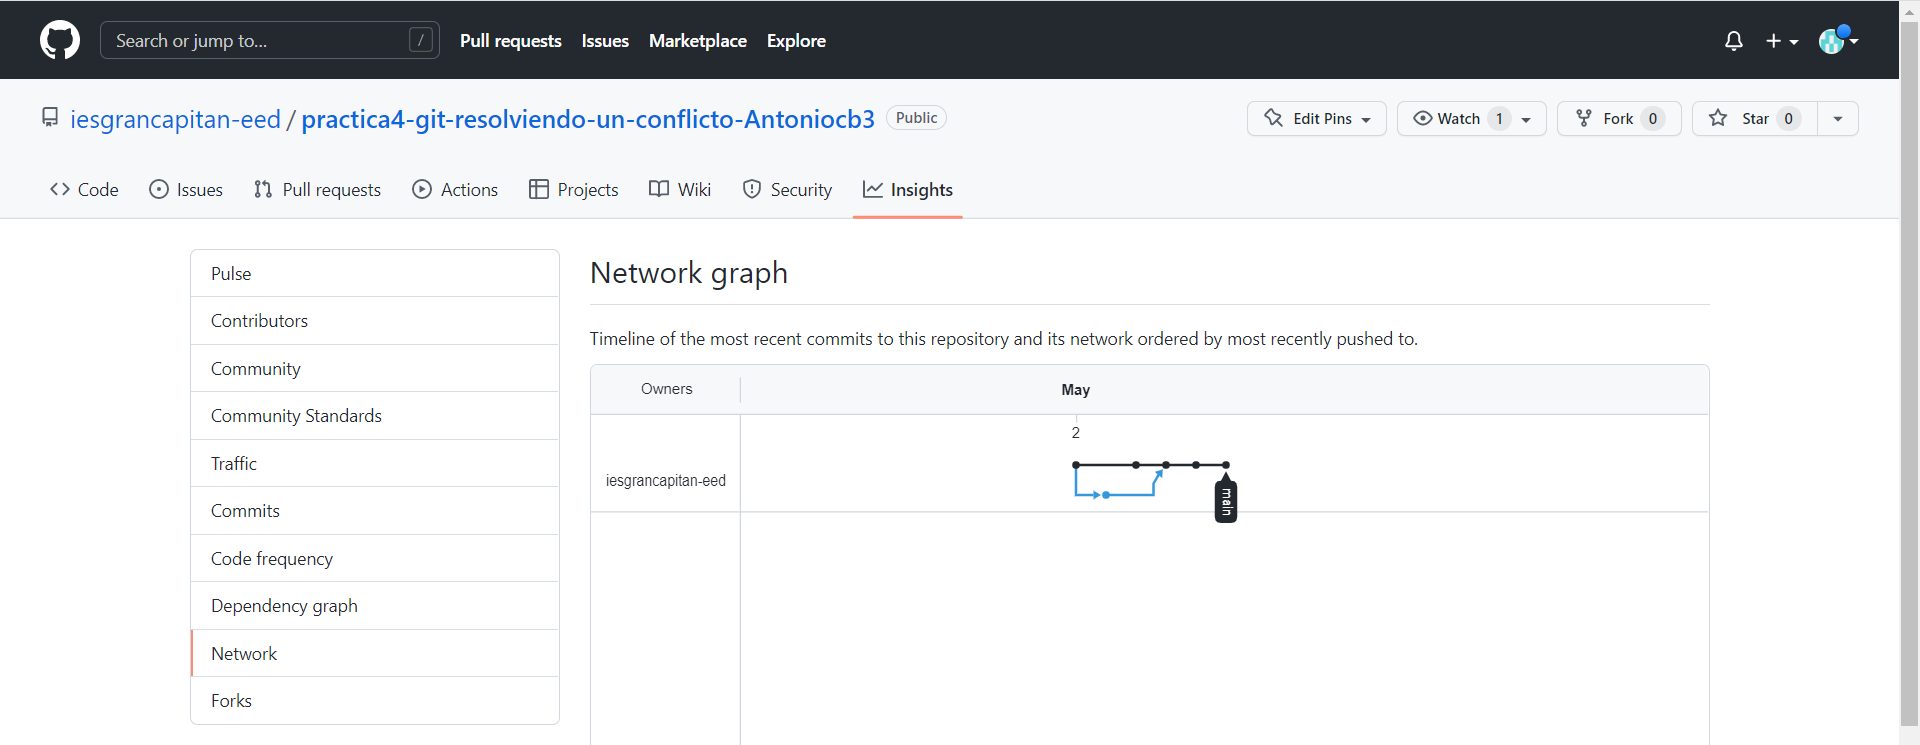 Search or jump to... /
Pull requests Issues Marketplace Explore
iesgrancapitan-eed / practica4-git-resolviendo-un-conflicto-Antoniocb3 Public
Edit Pins Watch 1 Fork 0 Star 0
Code Issues Pull requests Actions Projects Wiki Security Insights
Pulse
Contributors
Community
Community Standards
Traffic
Commits
Code frequency
Dependency graph
Network
Forks
Network graph
Timeline of the most recent commits to this repository and its network ordered by most recently pushed to.
Owners May
2
iesgrancapitan-eed
main